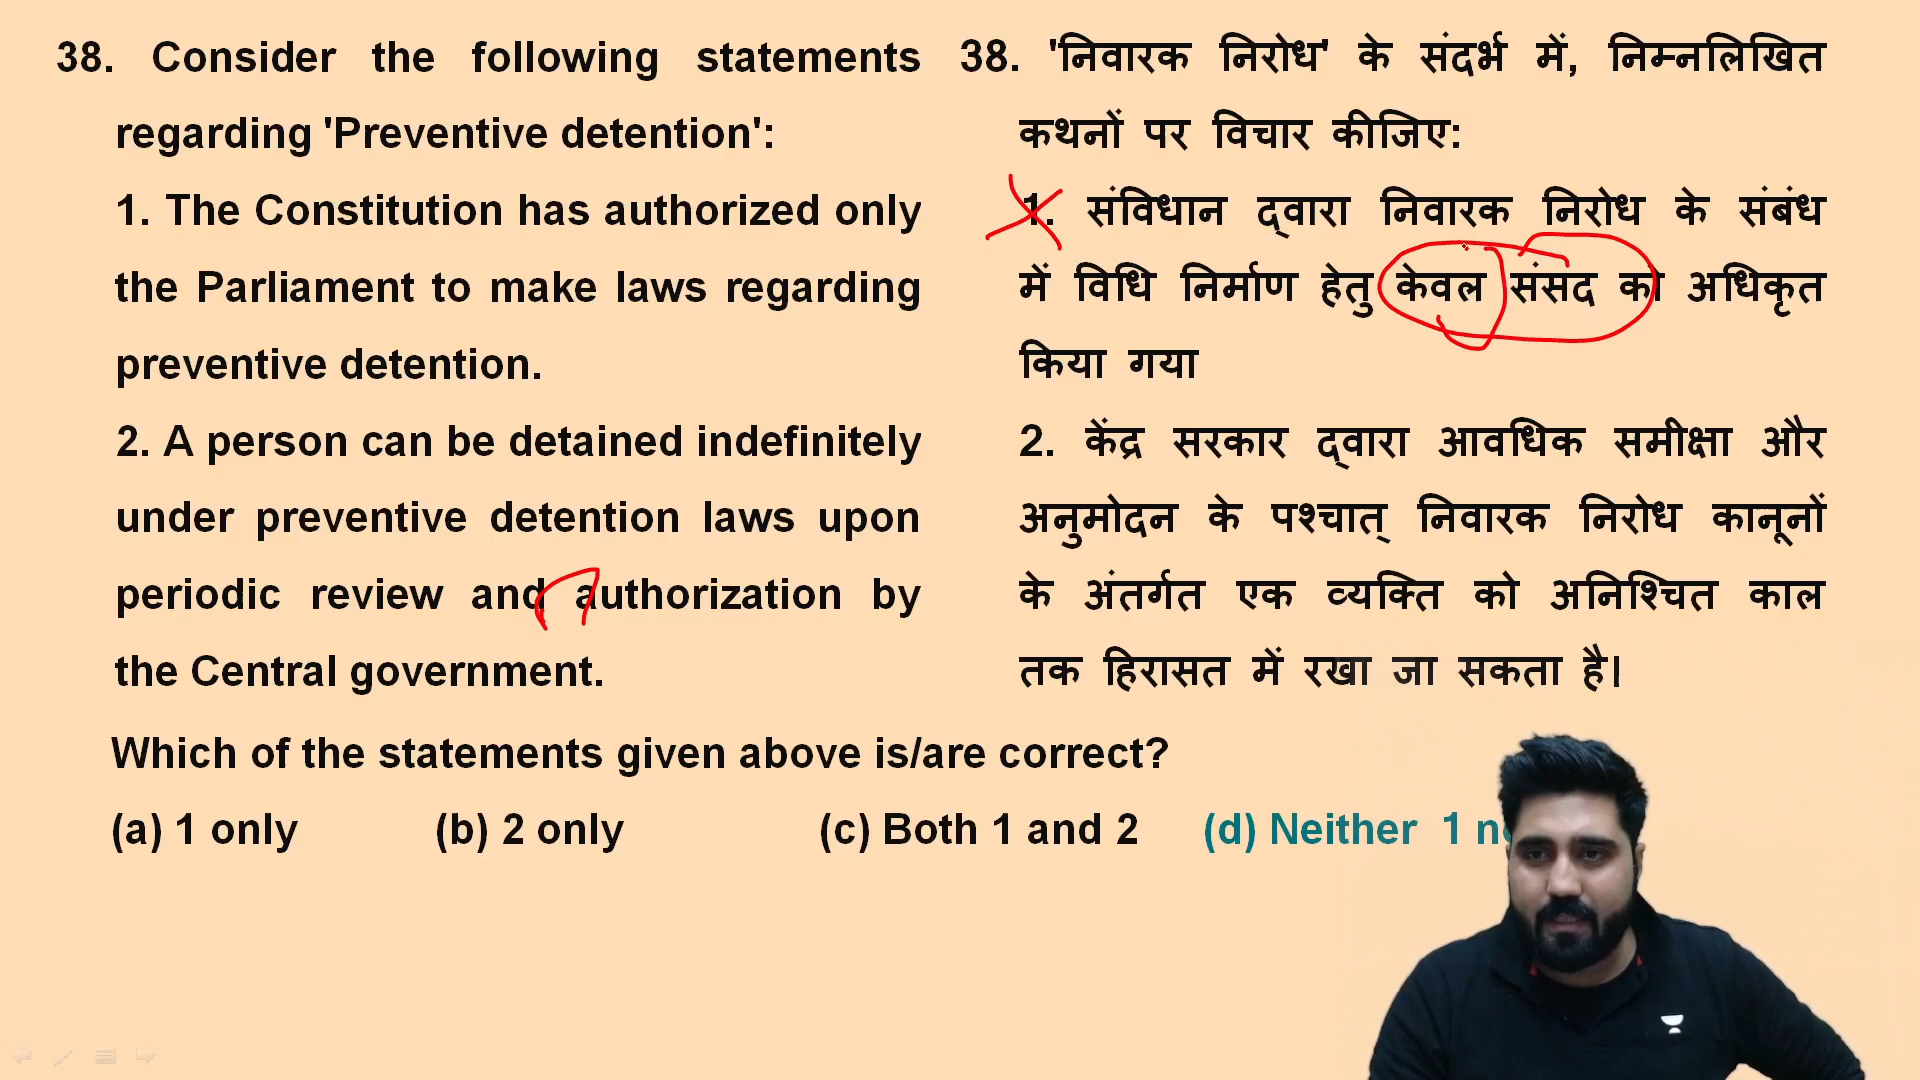 38. Consider the following statements
regarding 'Preventive detention':
1. The Constitution has authorized only
the Parliament to make laws regarding
preventive detention.
2. A person can be detained indefinitely
under preventive detention laws upon
periodic review and authorization by
the Central government.
38. 'निवारक निरोध' के संदर्भ में, निम्नलिखित
कथनों पर विचार कीजिए:
1. संविधान द्वारा निवारक निरोध के संबंध
में विधि निर्माण हेतु केवल संसद को अधिकृत
किया गया
2. केंद्र सरकार द्वारा आवधिक समीक्षा और
अनुमोदन के पश्चात् निवारक निरोध कानूनों
के अंतर्गत एक व्यक्ति को अनिश्चित काल
तक हिरासत में रखा जा सकता है।
Which of the statements given above is/are correct?
(a) 1 only (b) 2 only (c) Both 1 and 2 (d) Neither 1